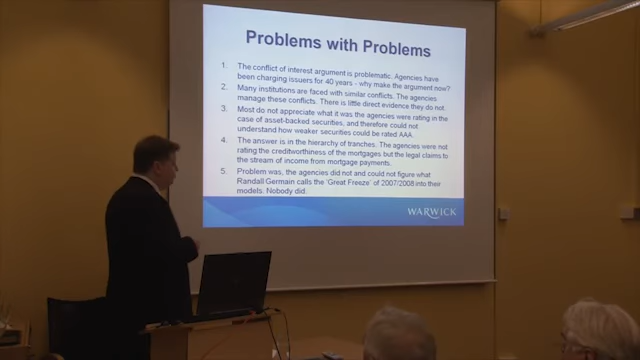 Problems with Problems
1. The conflict of interest argument is problematic. Agencies have
been charging issuers for 40 years - why make the argument now?
2. Many institutions are faced with similar conflicts. The agencies
manage these conflicts. There is little direct evidence they do not.
3. Most do not appreciate what it was the agencies were rating in the
case of asset-backed securities, and therefore could not
understand how weaker securities could be rated AAA.
4. The answer is in the hierarchy of tranches. The agencies were not
rating the creditworthiness of the mortgages but the legal claims to
the stream of income from mortgage payments.
5. Problem was, the agencies did not and could not figure what
Randall Germain calls the 'Great Freeze' of 2007/2008 into their
models. Nobody did.
WARWICK